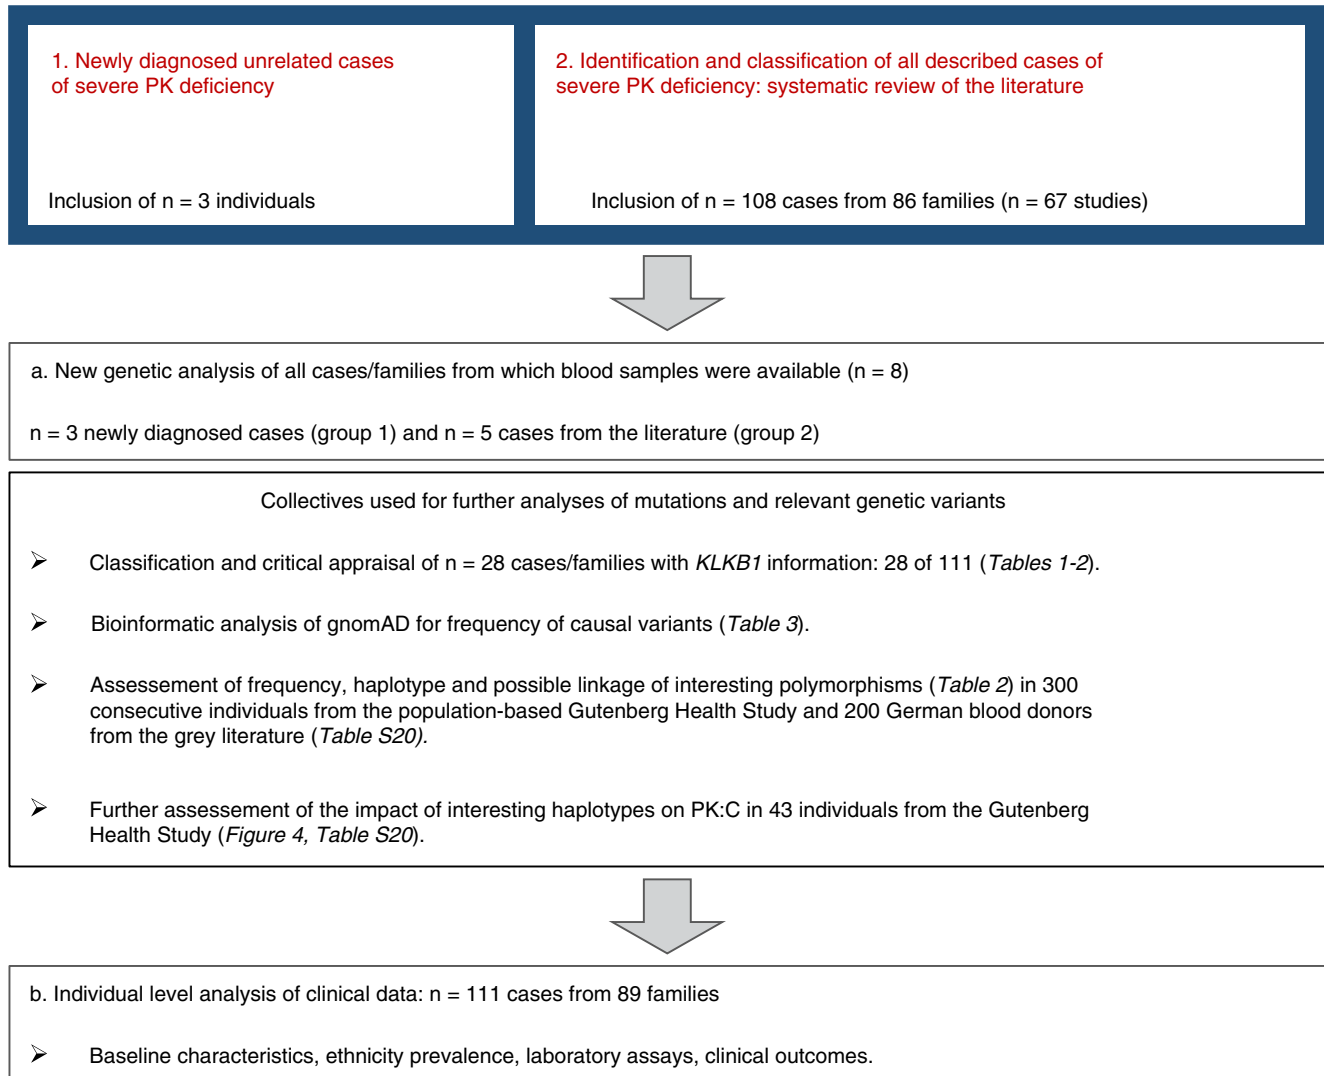 1. Newly diagnosed unrelated cases
of severe PK deficiency
Inclusion of n = 3 individuals
2. Identification and classification of all described cases of
severe PK deficiency: systematic review of the literature
Inclusion of n = 108 cases from 86 families (n = 67 studies)
a. New genetic analysis of all cases/families from which blood samples were available (n = 8)
n = 3 newly diagnosed cases (group 1) and n = 5 cases from the literature (group 2)
Collectives used for further analyses of mutations and relevant genetic variants
➢ Classification and critical appraisal of n = 28 cases/families with KLKB1 information: 28 of 111 (Tables 1-2).
➢ Bioinformatic analysis of gnomAD for frequency of causal variants (Table 3).
➢ Assessement of frequency, haplotype and possible linkage of interesting polymorphisms (Table 2) in 300
consecutive individuals from the population-based Gutenberg Health Study and 200 German blood donors
from the grey literature (Table S20).
➢ Further assessement of the impact of interesting haplotypes on PK:C in 43 individuals from the Gutenberg
Health Study (Figure 4, Table S20).
b. Individual level analysis of clinical data: n = 111 cases from 89 families
➢ Baseline characteristics, ethnicity prevalence, laboratory assays, clinical outcomes.